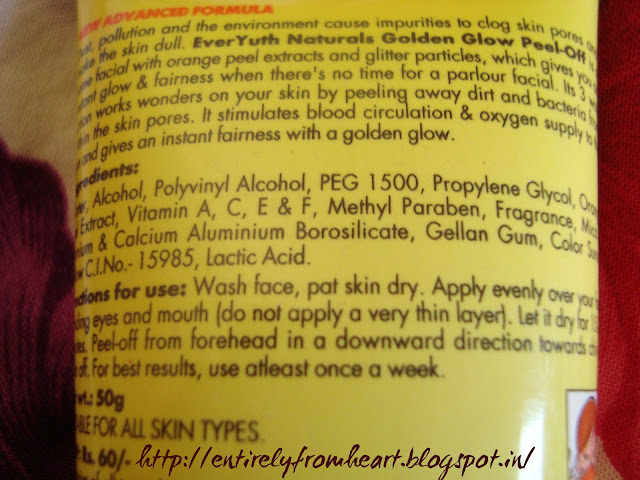 NEW ADVANCED FORMULA
pollution and the environment cause impurities to clog skin pores
the skin dull. EverYuth Naturals Golden Glow Peel-Off is
facial with orange peel extracts and glitter particles, which gives you
glow & fairness when there's no time for a parlour facial. Its 3
works wonders on your skin by peeling away dirt and bacteria
the skin pores. It stimulates blood circulation & oxygen supply to
and gives an instant fairness with a golden glow.
Alcohol, Polyvinyl Alcohol, PEG 1500, Propylene Glycol,
Extract, Vitamin A, C, E & F, Methyl Paraben, Fragrance,
& Calcium Aluminium Borosilicate, Gellan Gum, Color
C.I.No.- 15985, Lactic Acid.
for use: Wash face, pat skin dry. Apply evenly over your
eyes and mouth (do not apply a very thin layer). Let it dry for
Peel-off from forehead in a downward direction towards
off. For best results, use atleast once a week.
50g
FOR ALL SKIN TYPES.
Rs. 60/-
http://entirelyfromheart.blogspot.in/